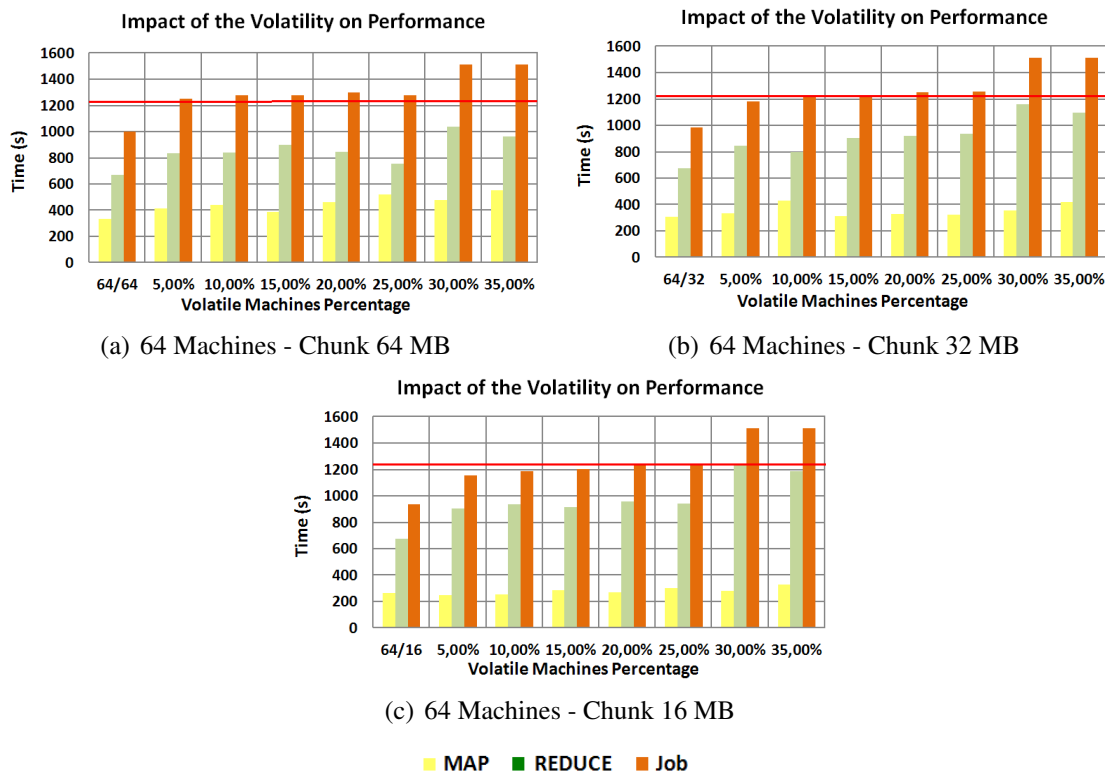 Impact of the Volatility on Performance
1600
1400
1200
1000
800
600
400
200
0
Time (s)
64/64 5,00% 10,00% 15,00% 20,00% 25,00% 30,00% 35,00%
Volatile Machines Percentage
(a) 64 Machines - Chunk 64 MB
Impact of the Volatility on Performance
1600
1400
1200
1000
800
600
400
200
0
Time (s)
64/32 5,00% 10,00% 15,00% 20,00% 25,00% 30,00% 35,00%
Volatile Machines Percentage
(b) 64 Machines - Chunk 32 MB
Impact of the Volatility on Performance
1600
1400
1200
1000
800
600
400
200
0
Time (s)
64/16 5,00% 10,00% 15,00% 20,00% 25,00% 30,00% 35,00%
Volatile Machines Percentage
(c) 64 Machines - Chunk 16 MB
MAP REDUCE Job